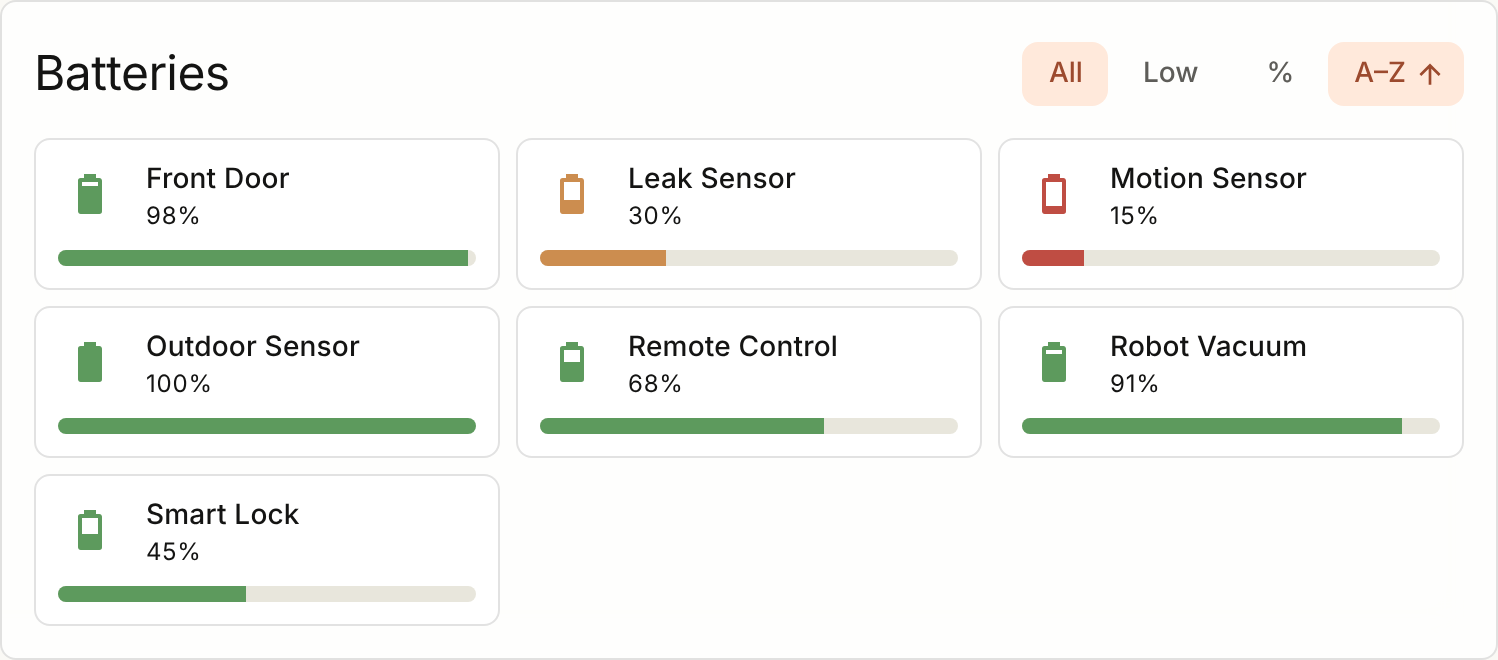 Batteries
All Low % A–Z ↑
Front Door
98%
Leak Sensor
30%
Motion Sensor
15%
Outdoor Sensor
100%
Remote Control
68%
Robot Vacuum
91%
Smart Lock
45%